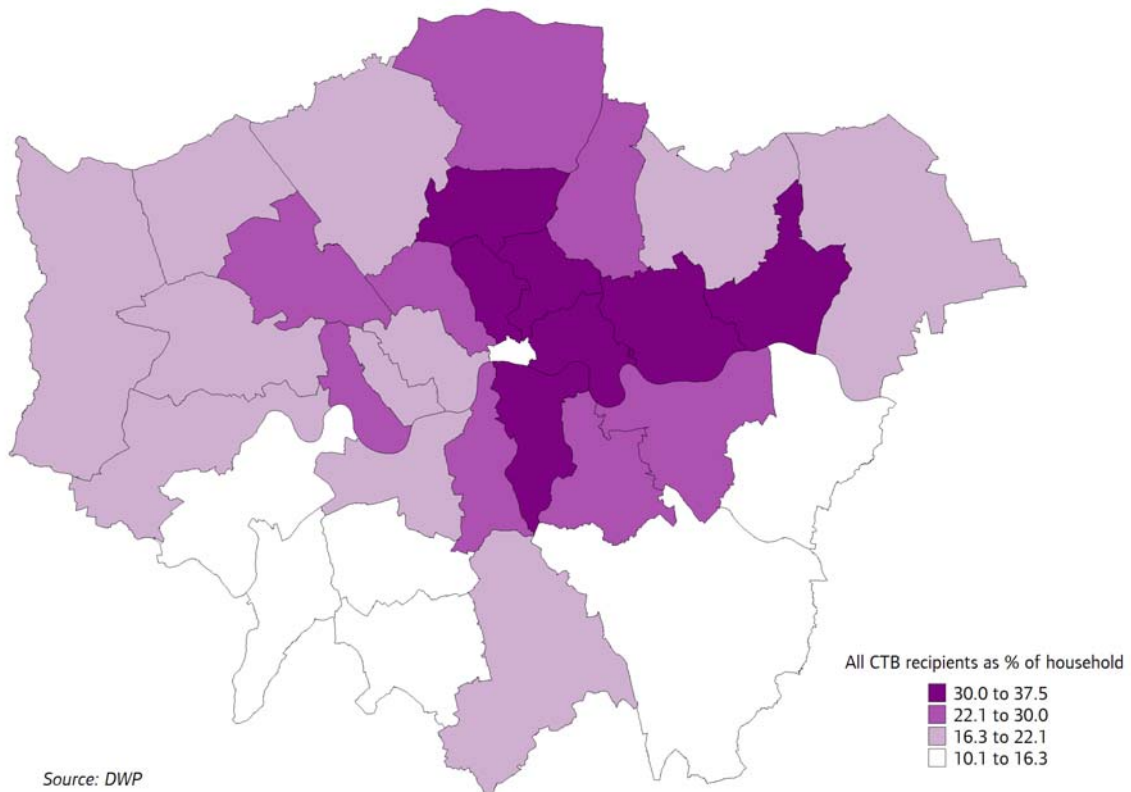 All CTB recipients as % of household
30.0 to 37.5
22.1 to 30.0
16.3 to 22.1
10.1 to 16.3
Source: DWP